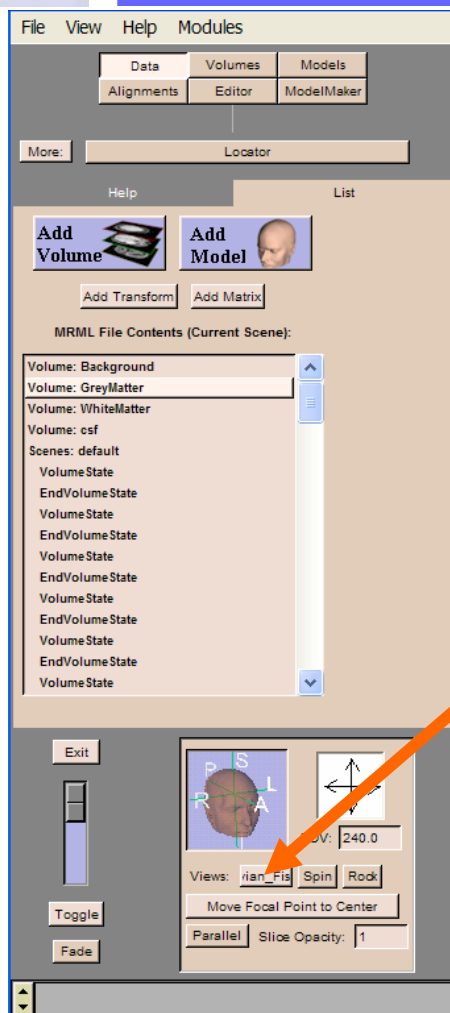 File View Help Modules
Data Volumes Models
Alignments Editor ModelMaker
More: Locator
Help List
Add Volume
Add Model
Add Transform Add Matrix
MRML File Contents (Current Scene):
Volume: Background
Volume: GreyMatter
Volume: WhiteMatter
Volume: csf
Scenes: default
VolumeState
EndVolumeState
VolumeState
EndVolumeState
VolumeState
EndVolumeState
VolumeState
EndVolumeState
VolumeState
EndVolumeState
VolumeState
Exit
P S
R A L
240.0
Views: vian_Fis Spin Rock
Toggle
Move Focal Point to Center
Parallel Slice Opacity: 1
Fade